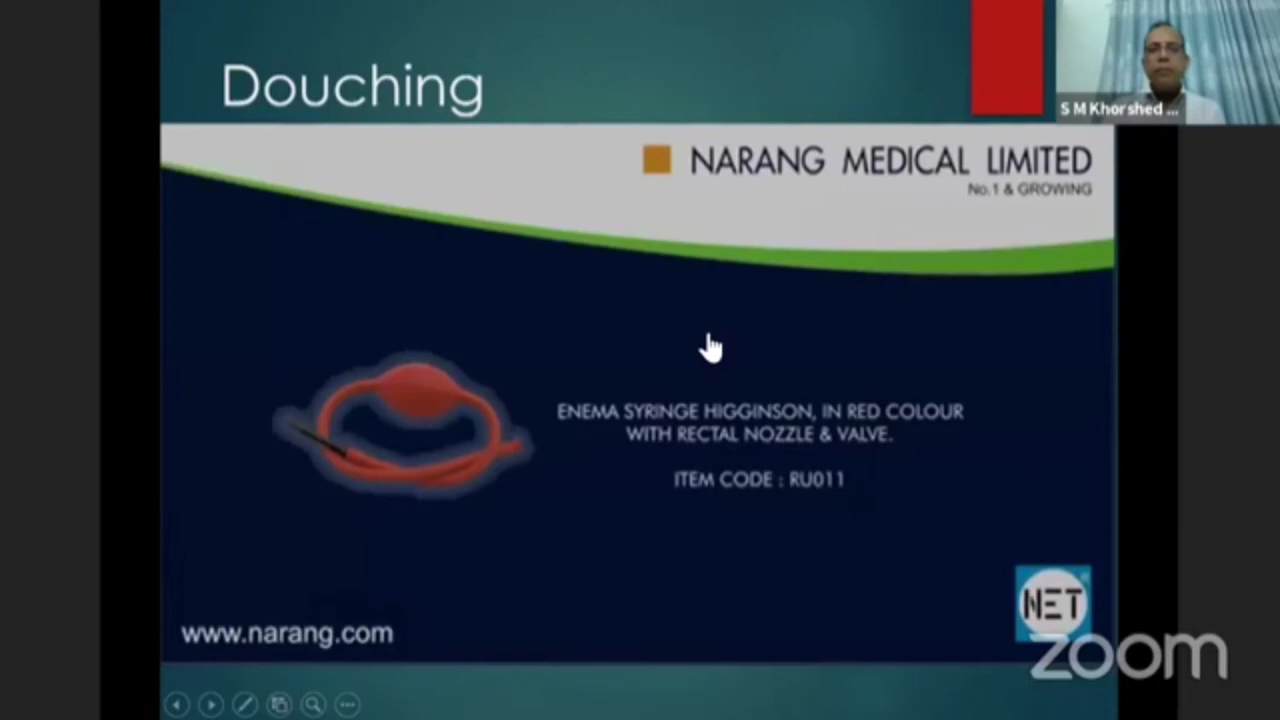 Douching
S M Khorshed ...
NARANG MEDICAL LIMITED
No.1 & GROWING
ENEMA SYRINGE HIGGINSON, IN RED COLOUR
WITH RECTAL NOZZLE & VALVE.
ITEM CODE : RU011
NET
www.narang.com
zoom